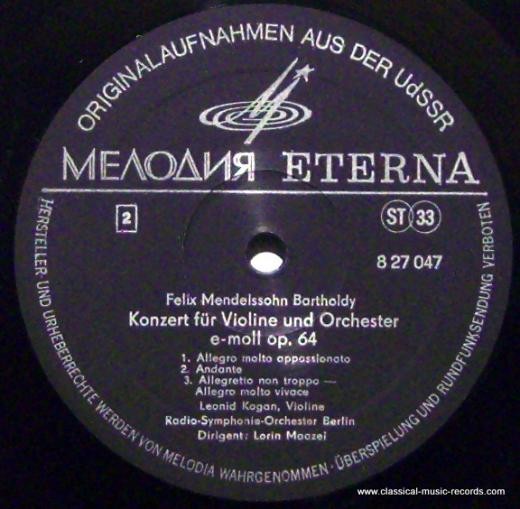 ORIGINALAUFNAHMEN AUS DER UdSSR
МЕЛОДИЯ ETERNA
2
ST 33
8 27 047
Felix Mendelssohn Bartholdy
Konzert für Violine und Orchester
e-moll op. 64
1. Allegro molto appassionato
2. Andante
3. Allegretto non troppo —
Allegro molto vivace
Leonid Kogan, Violine
Radio-Symphonie-Orchester Berlin
Dirigent: Lorin Maazel
HERSTELLER- UND URHEBERRECHTE WERDEN VON MELODIA WAHRGENOMMEN · ÜBERSPIELUNG UND RUNDFUNKSENDUNG VERBOTEN
www.classical-music-records.com